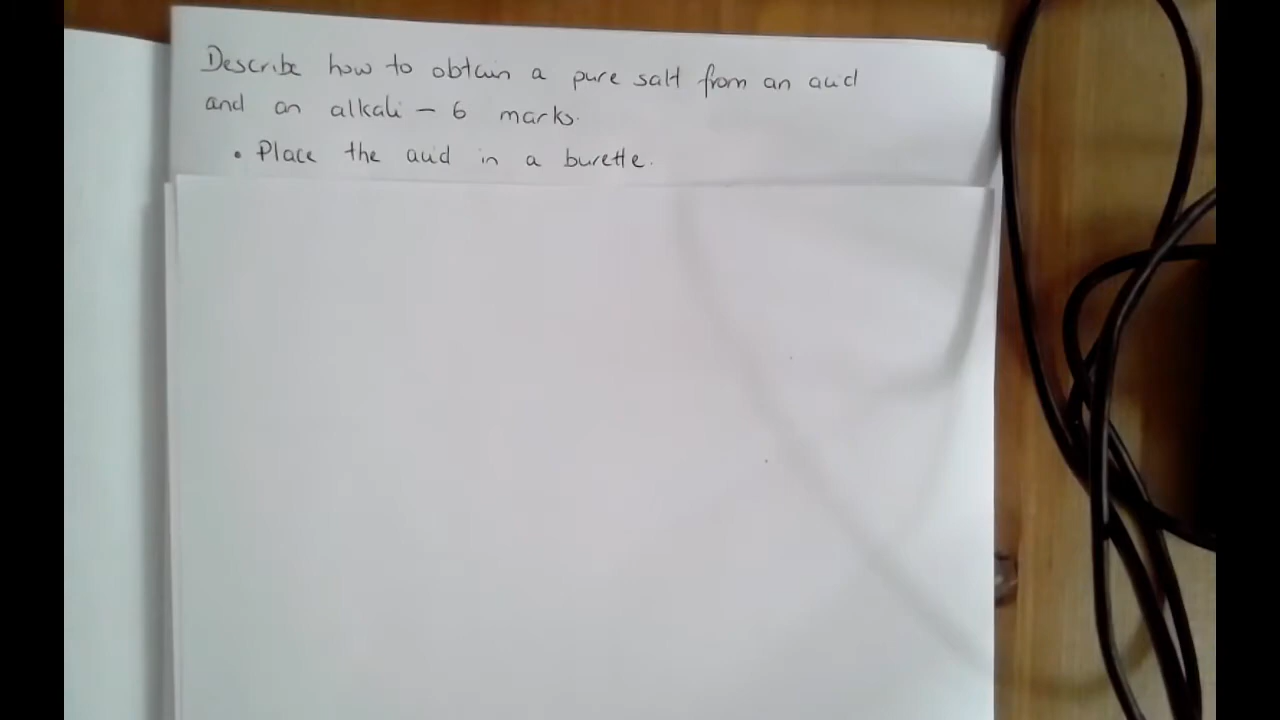 Describe how to obtain a pure salt from an acid
and an alkali – 6 marks.
• Place the acid in a burette.